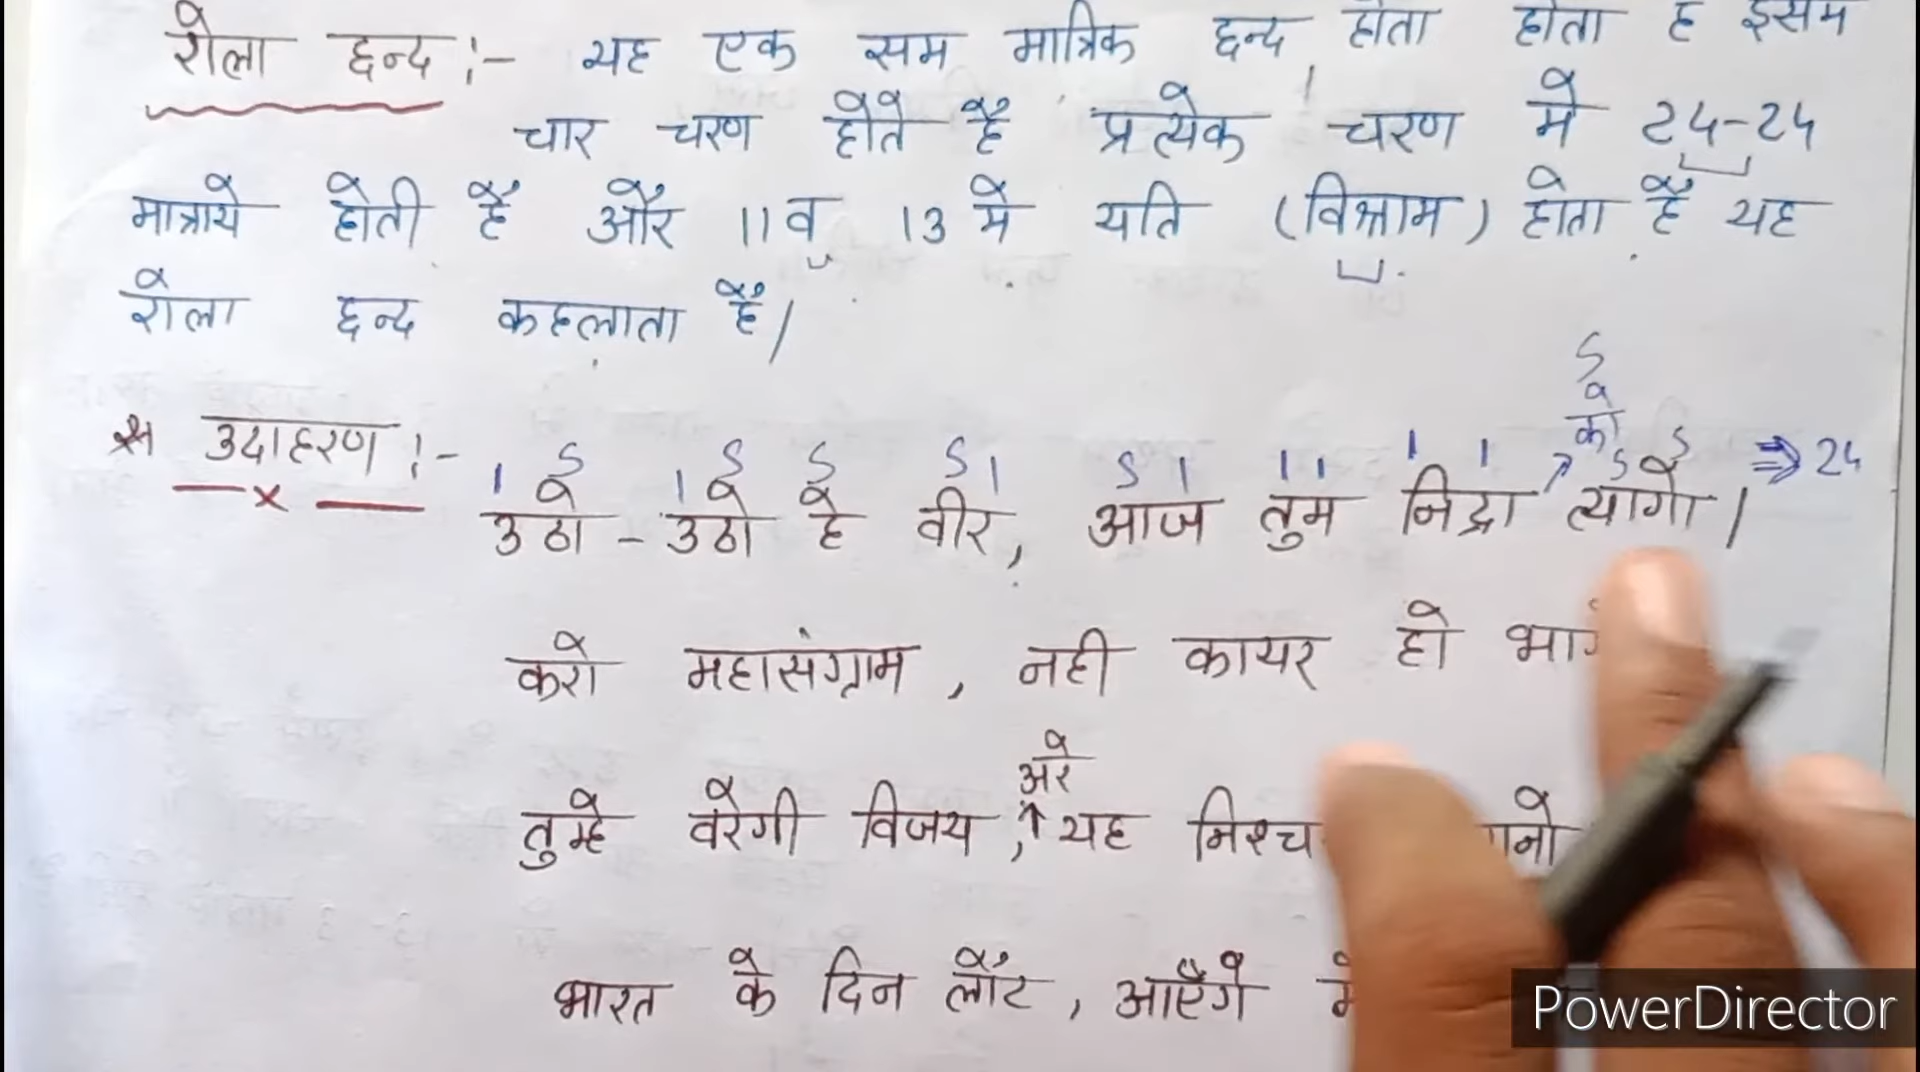 रोला छन्द :- यह एक सम मात्रिक छन्द होता होता है इसमे
चार चरण होते है प्रत्येक चरण मे 24-24
मात्राये होती है और 11 व 13 मे यति (विश्राम) होता है यह
रोला छन्द कहलाता है।
S
को
* उदाहरण :- I S I S S S I S I I I I I S S ⇒ 24
उठो - उठो हे वीर, आज तुम निद्रा त्यागो।
करो महासंग्राम, नही कायर हो
अरे
तुम्हे वरेगी विजय, ↑ यह
भारत के दिन लौट, आएँगे
PowerDirector